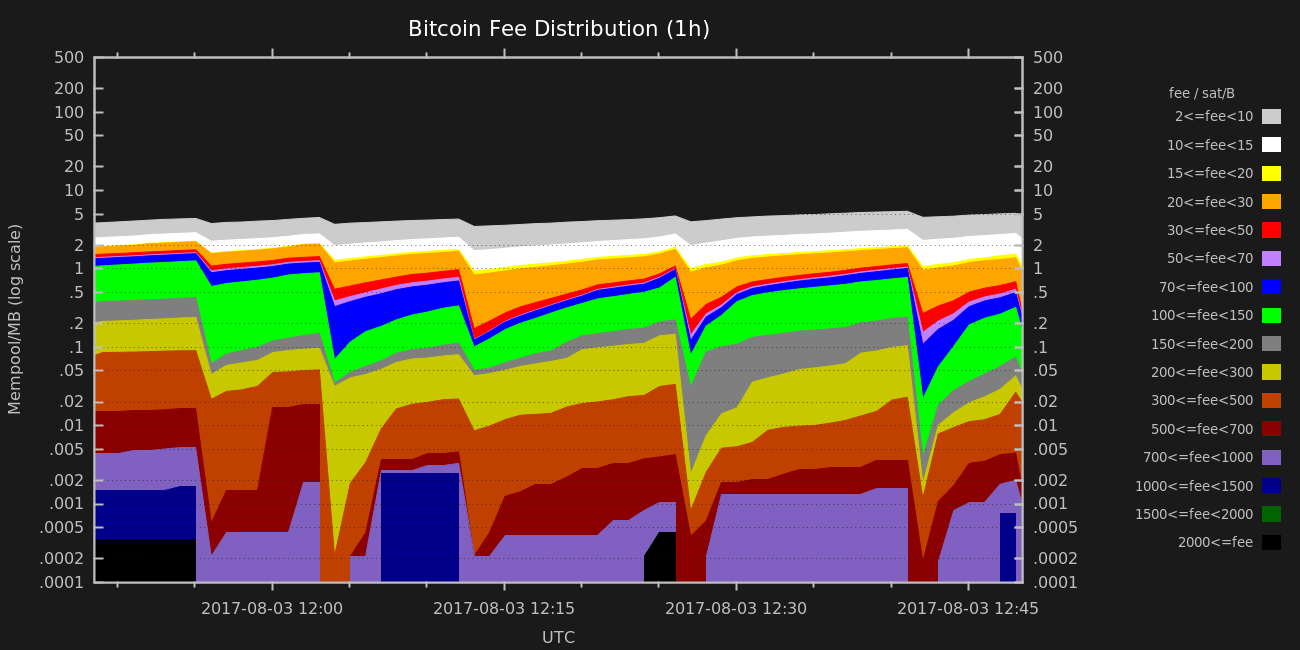 Bitcoin Fee Distribution (1h)
500 500
200 200
100 100
50 50
20 20
10 10
5 5
2 2
1 1
.5 .5
.2 .2
.1 .1
.05 .05
.02 .02
.01 .01
.005 .005
.002 .002
.001 .001
.0005 .0005
.0002 .0002
.0001 .0001
Mempool/MB (log scale)
2017-08-03 12:00 2017-08-03 12:15 2017-08-03 12:30 2017-08-03 12:45
UTC
fee / sat/B
2<=fee<10
10<=fee<15
15<=fee<20
20<=fee<30
30<=fee<50
50<=fee<70
70<=fee<100
100<=fee<150
150<=fee<200
200<=fee<300
300<=fee<500
500<=fee<700
700<=fee<1000
1000<=fee<1500
1500<=fee<2000
2000<=fee